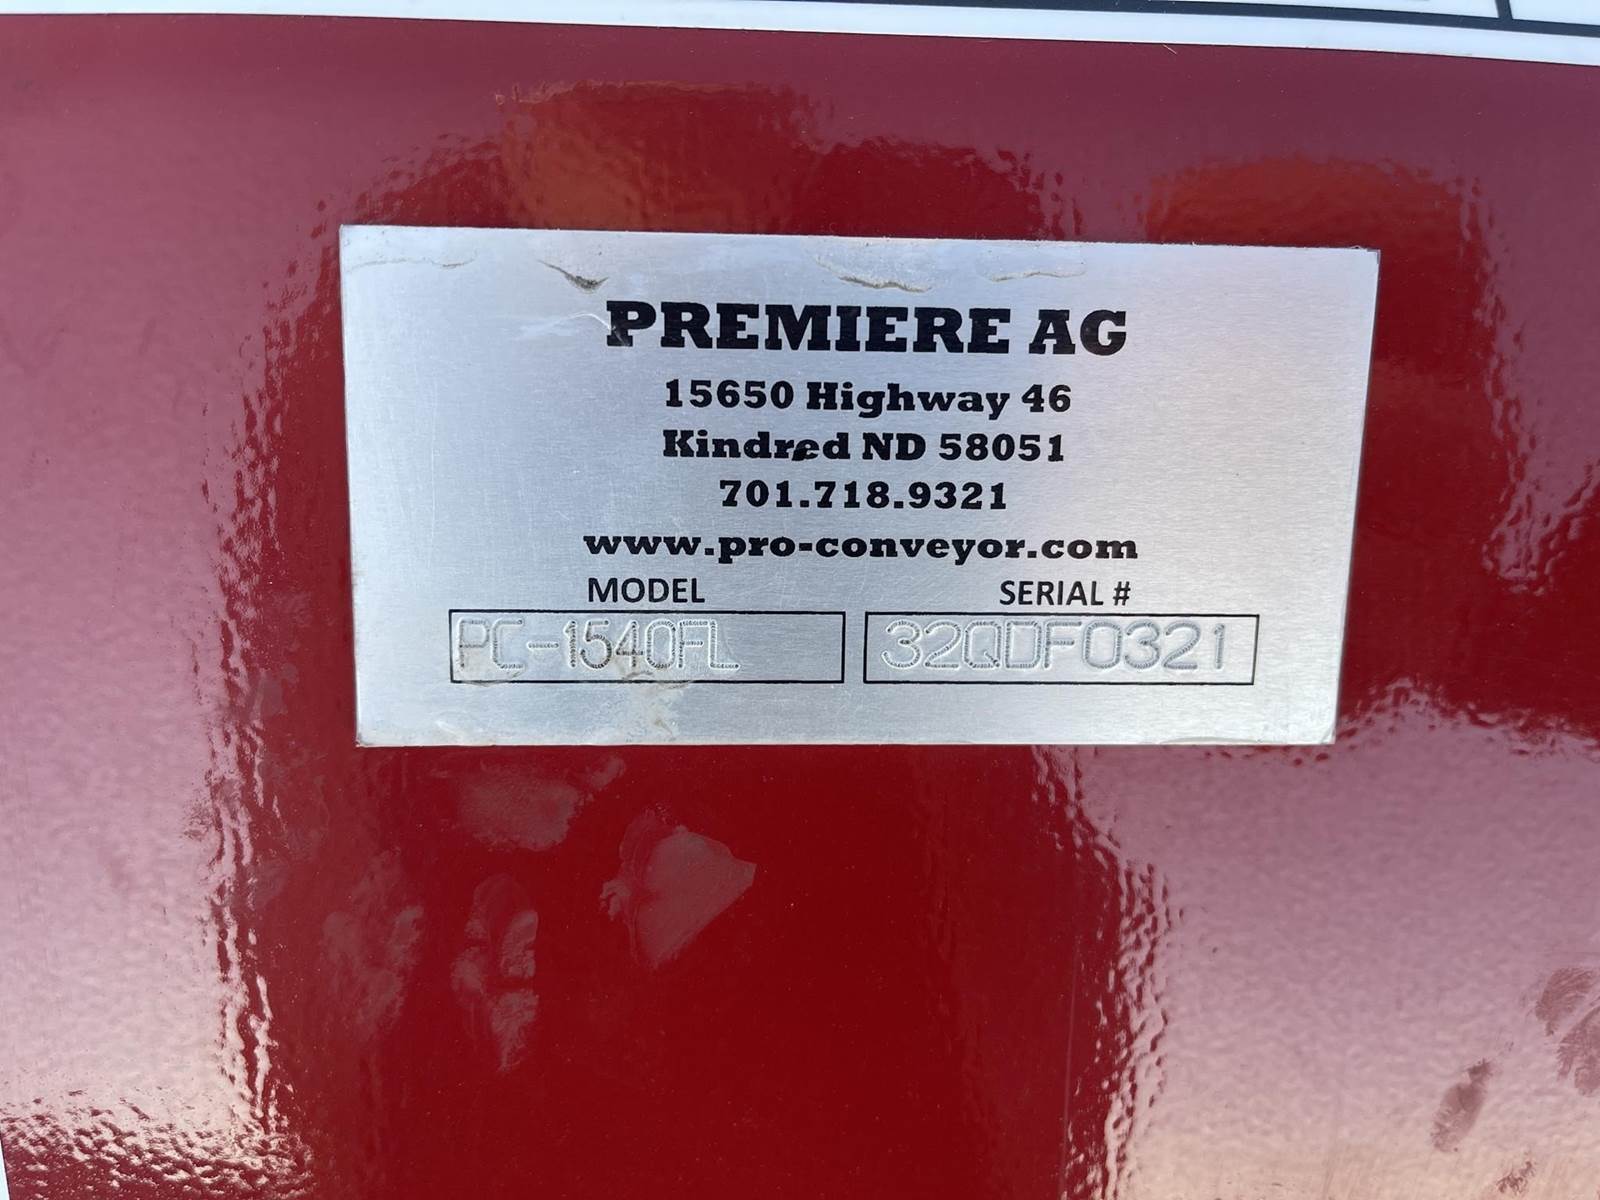 PREMIERE AG
15650 Highway 46
Kindred ND 58051
701.718.9321
www.pro-conveyor.com
MODEL SERIAL #
PC-1540FL 32QDF0321